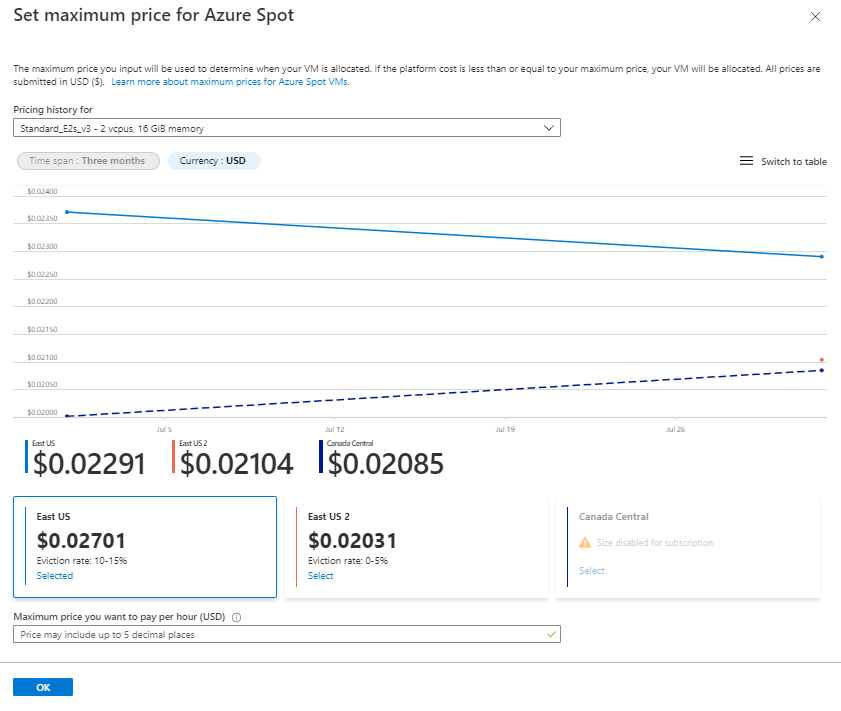 Set maximum price for Azure Spot
The maximum price you input will be used to determine when your VM is allocated. If the platform cost is less than or equal to your maximum price, your VM will be allocated. All prices are
submitted in USD ($). Learn more about maximum prices for Azure Spot VMs.
Pricing history for
Standard_E2s_v3 - 2 vcpus, 16 GiB memory
Time span : Three months
Currency : USD
Switch to table
$0.02400
$0.02350
$0.02300
$0.02250
$0.02200
$0.02150
$0.02100
$0.02050
$0.02000
Jul 5
Jul 12
Jul 19
Jul 26
East US
$0.02291
East US 2
$0.02104
Canada Central
$0.02085
East US
$0.02701
Eviction rate: 10-15%
Selected
East US 2
$0.02031
Eviction rate: 0-5%
Select
Canada Central
Size disabled for subscription
Select
Maximum price you want to pay per hour (USD)
Price may include up to 5 decimal places
OK